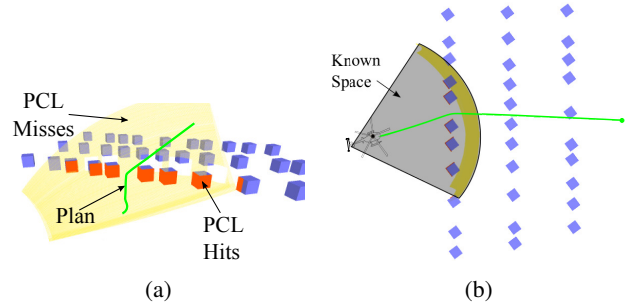 PCL
Misses
Plan
PCL
Hits
(a)
Known
Space
(b)